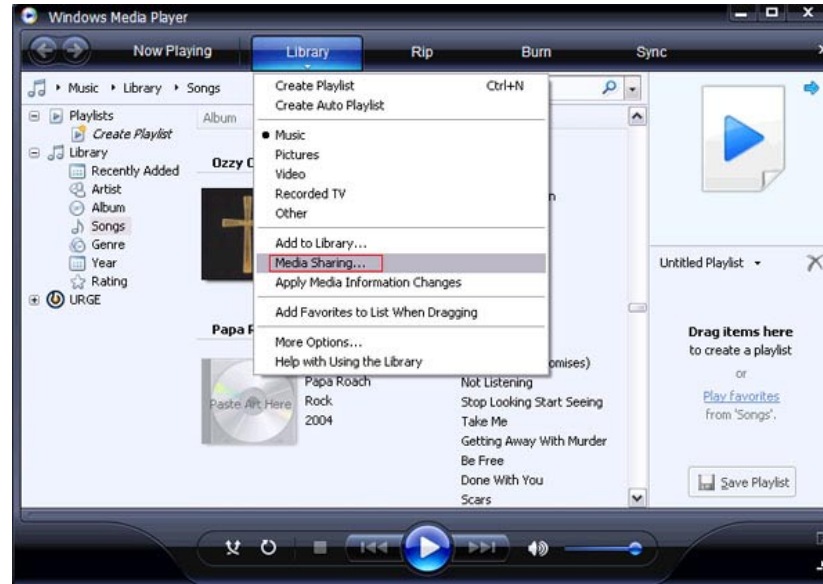 Windows Media Player
Now Playing
Library
Rip
Burn
Sync
Music
Library
Songs
Playlists
Create Playlist
Library
Recently Added
Artist
Album
Songs
Genre
Year
Rating
URGE
Album
Ozzy
Create Playlist Ctrl+N
Create Auto Playlist
Music
Pictures
Video
Recorded TV
Other
Add to Library...
Media Sharing...
Apply Media Information Changes
Add Favorites to List When Dragging
More Options...
Help with Using the Library
Papa
Paste Art Here
Papa Roach
Rock
2004
omises)
Not Listening
Stop Looking Start Seeing
Take Me
Getting Away With Murder
Be Free
Done With You
Scars
Untitled Playlist
Drag items here
to create a playlist
or
Play favorites
from 'Songs'.
Save Playlist